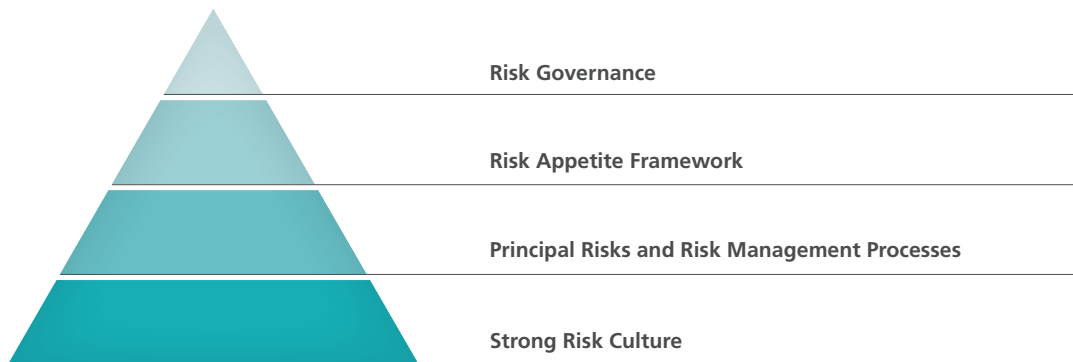 Risk Governance
Risk Appetite Framework
Principal Risks and Risk Management Processes
Strong Risk Culture